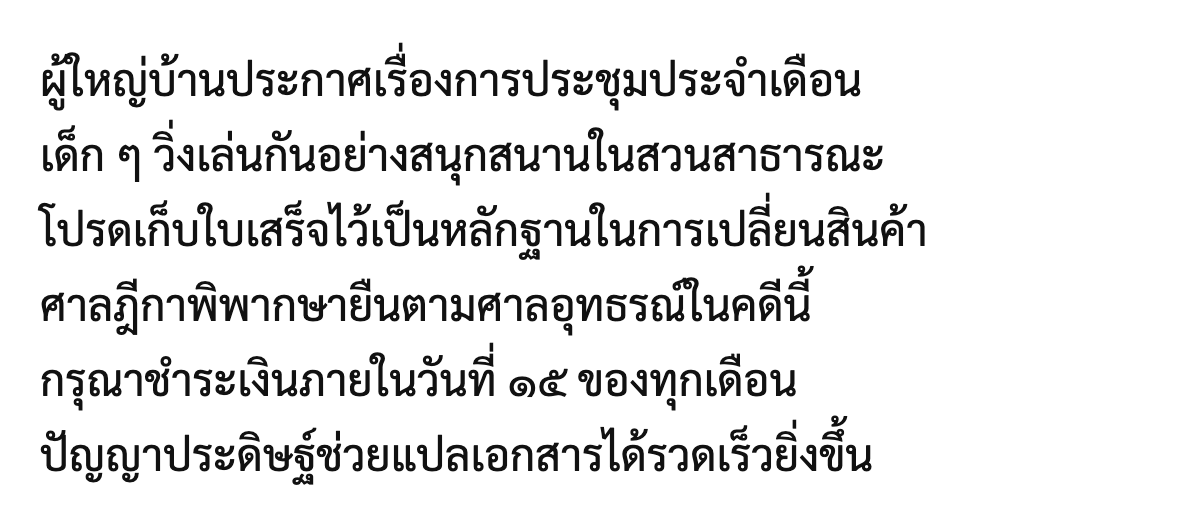 ผู้ใหญ่บ้านประกาศเรื่องการประชุมประจำเดือน
เด็ก ๆ วิ่งเล่นกันอย่างสนุกสนานในสวนสาธารณะ
โปรดเก็บใบเสร็จไว้เป็นหลักฐานในการเปลี่ยนสินค้า
ศาลฎีกาพิพากษายืนตามศาลอุทธรณ์ในคดีนี้
กรุณาชำระเงินภายในวันที่ ๑๕ ของทุกเดือน
ปัญญาประดิษฐ์ช่วยแปลเอกสารได้รวดเร็วยิ่งขึ้น